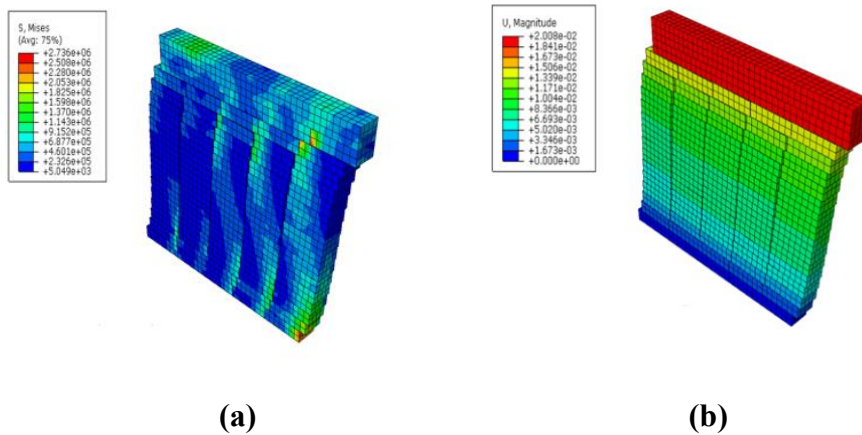 S, Mises
(Avg: 75%)
+2.736e+06
+2.508e+06
+2.280e+06
+2.053e+06
+1.825e+06
+1.598e+06
+1.370e+06
+1.143e+06
+9.152e+05
+6.877e+05
+4.601e+05
+2.326e+05
+5.049e+03
U, Magnitude
+2.008e-02
+1.841e-02
+1.673e-02
+1.506e-02
+1.339e-02
+1.171e-02
+1.004e-02
+8.366e-03
+6.693e-03
+5.020e-03
+3.346e-03
+1.673e-03
+0.000e+00
(a)
(b)